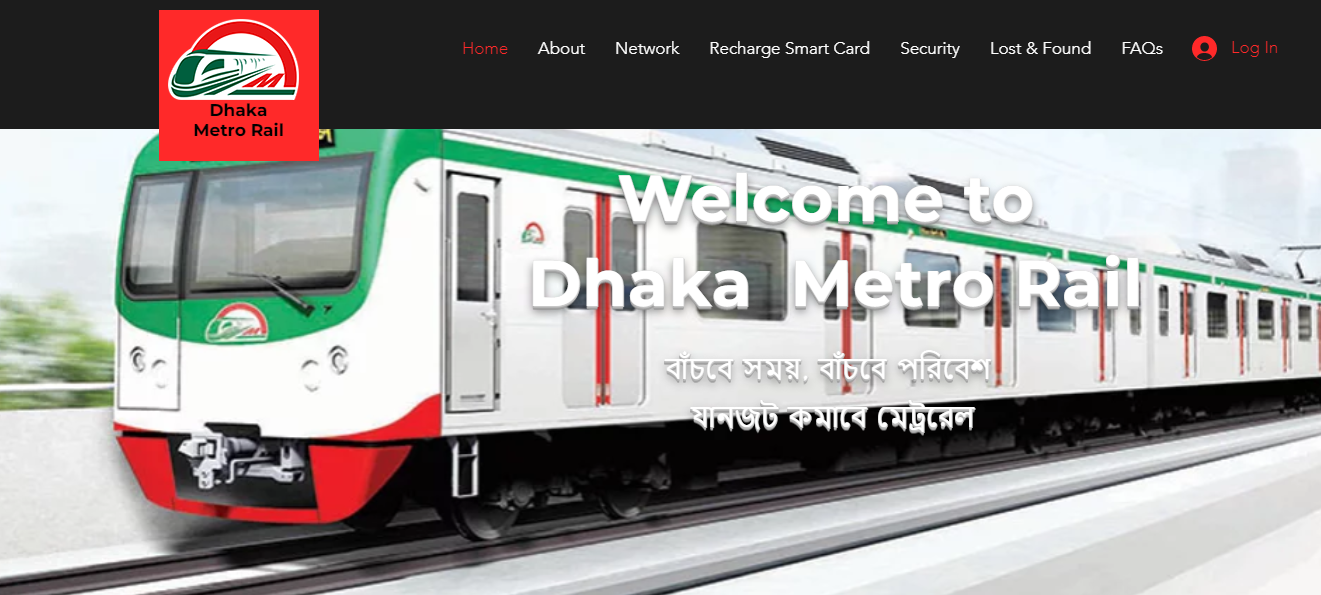 Home About Network Recharge Smart Card Security Lost & Found FAQs Log In
Dhaka
Metro Rail
Welcome to
Dhaka Metro Rail
বাঁচবে সময়, বাঁচবে পরিবেশ
যানজট কমাবে মেট্রোরেল